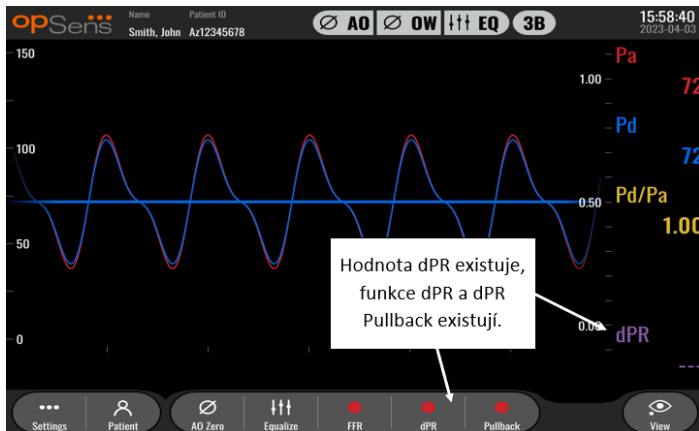 opSens
Name
Patient ID
Smith, John
Az12345678
AO
OW
EQ
3B
15:58:40
2023-04-03
150
100
50
0
1.00
0.50
0.00
Pa
72
Pd
72
Pd/Pa
1.00
dPR
---
Hodnota dPR existuje,
funkce dPR a dPR
Pullback existují.
Settings
Patient
AO Zero
Equalize
FFR
dPR
Pullback
View